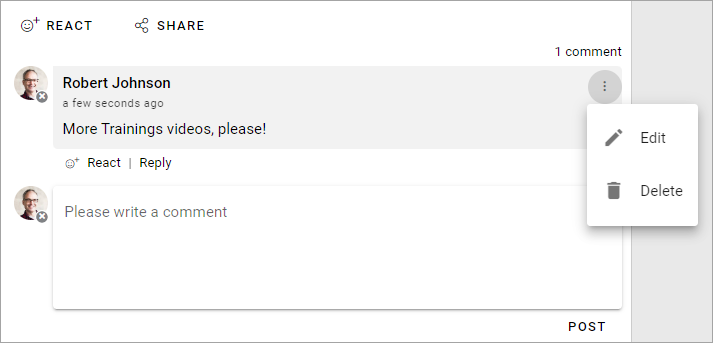 REACT SHARE
1 comment
Robert Johnson
a few seconds ago
More Trainings videos, please!
Edit
React | Reply
Delete
Please write a comment
POST